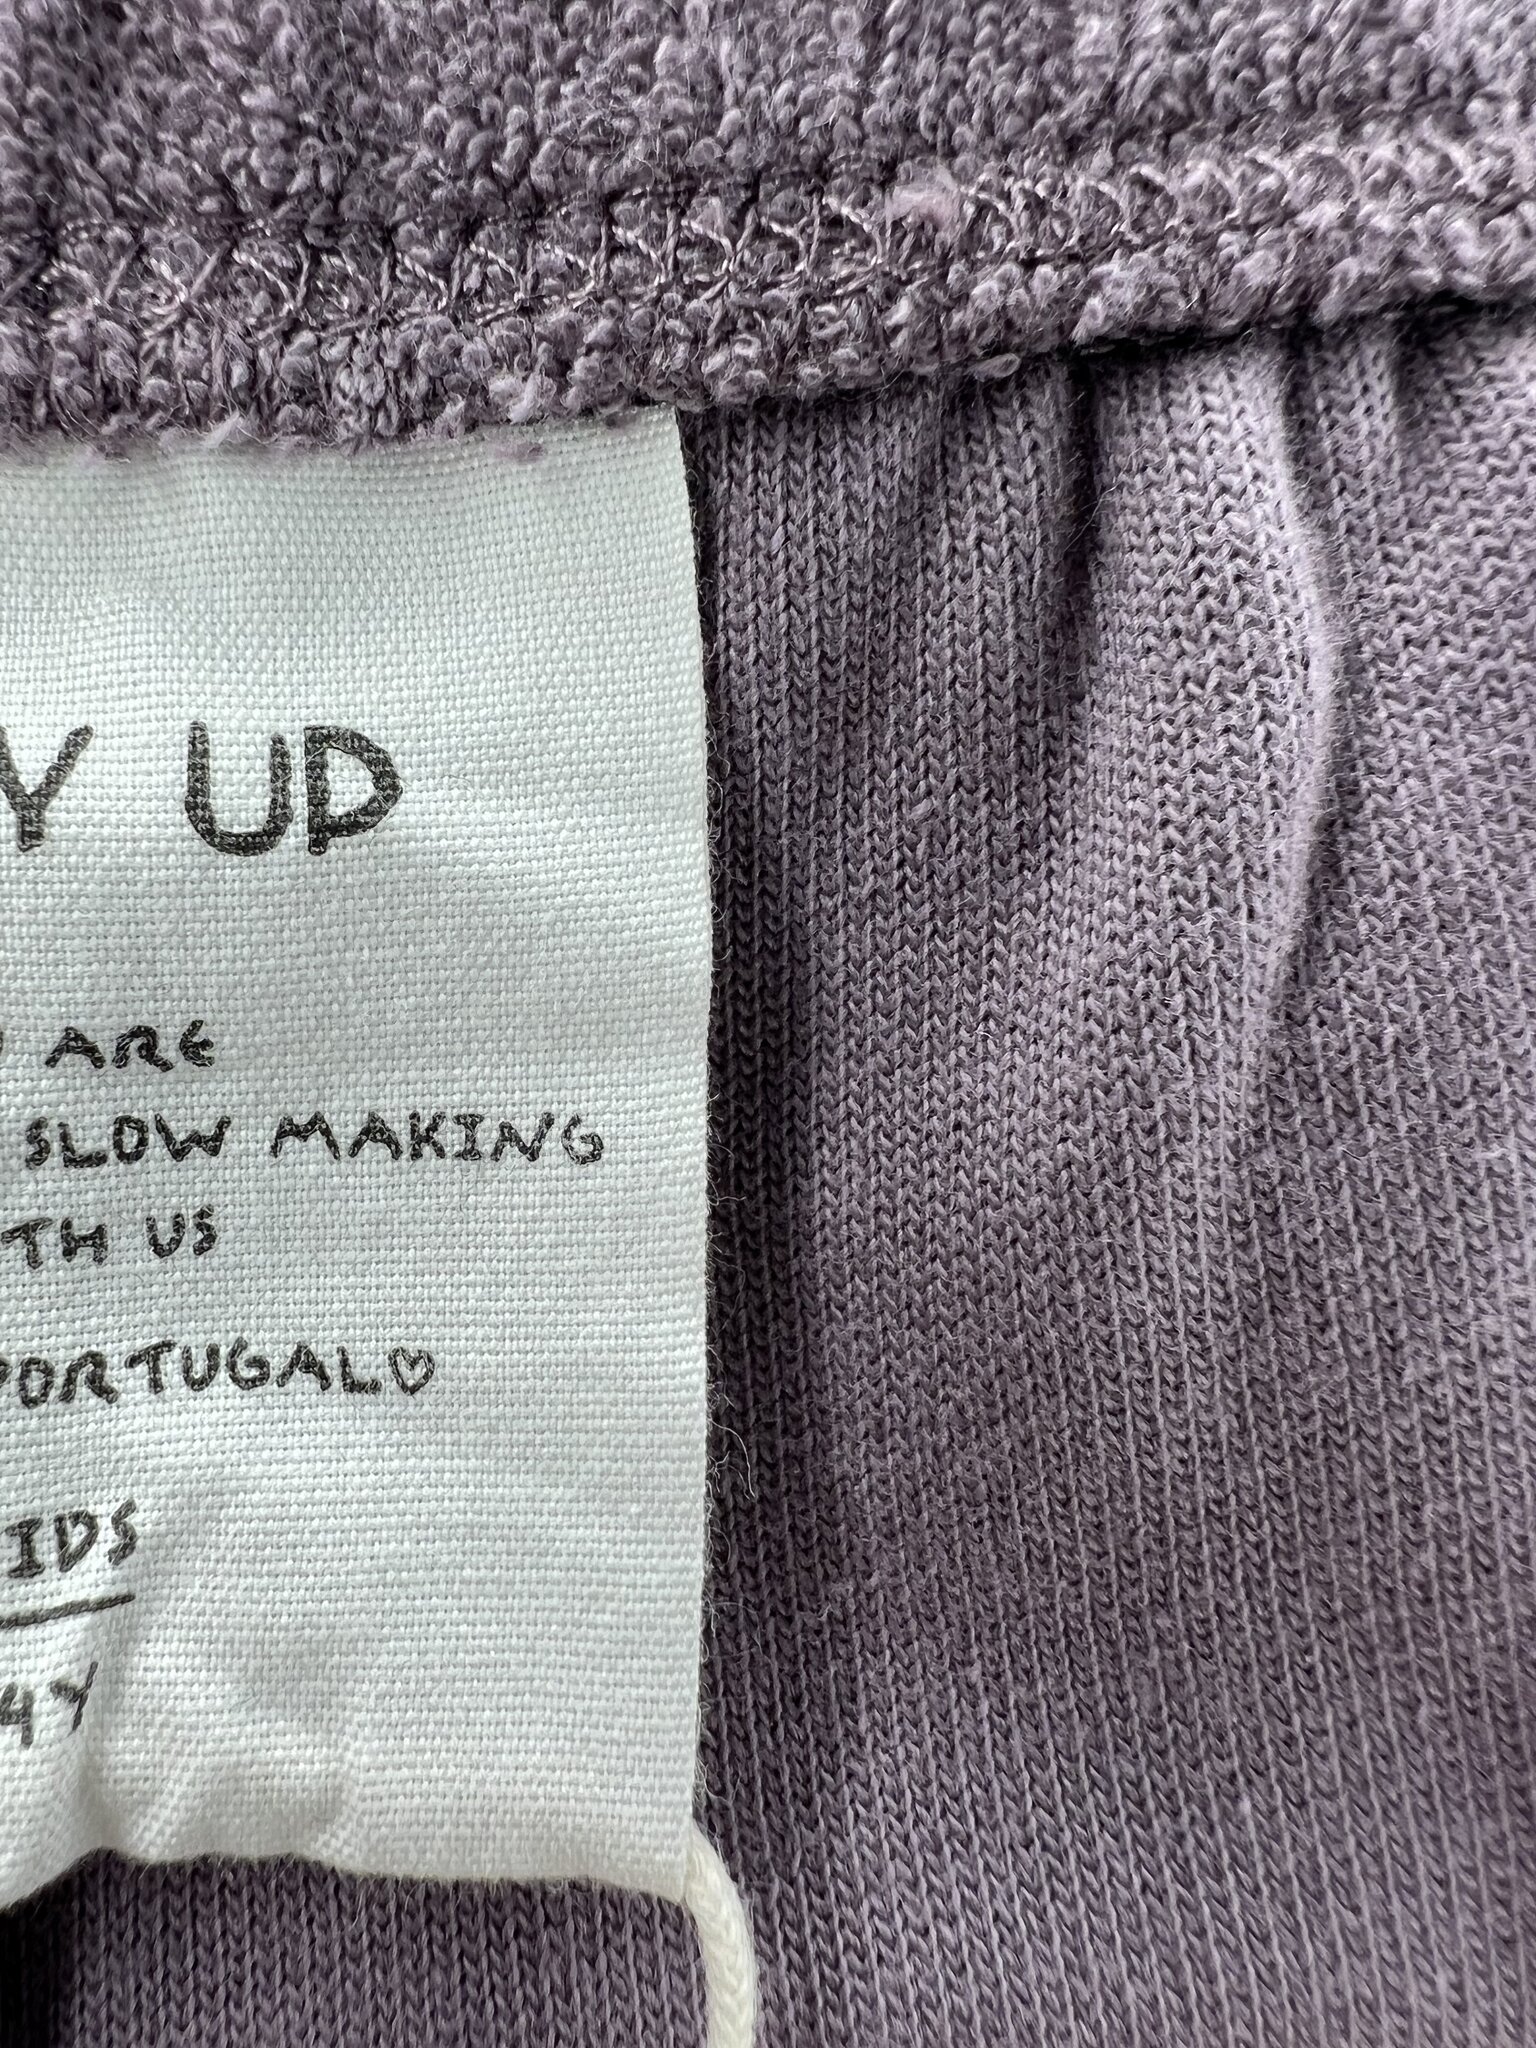 Y UP
ARE
SLOW MAKING
TH US
PORTUGAL♡
IDS
4Y